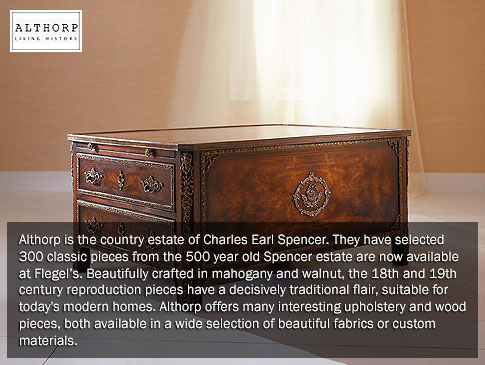 ALTHORP
LIVING HISTORY
Althorp is the country estate of Charles Earl Spencer. They have selected
300 classic pieces from the 500 year old Spencer estate are now available
at Flegel's. Beautifully crafted in mahogany and walnut, the 18th and 19th
century reproduction pieces have a decisively traditional flair, suitable for
today's modern homes. Althorp offers many interesting upholstery and wood
pieces, both available in a wide selection of beautiful fabrics or custom
materials.